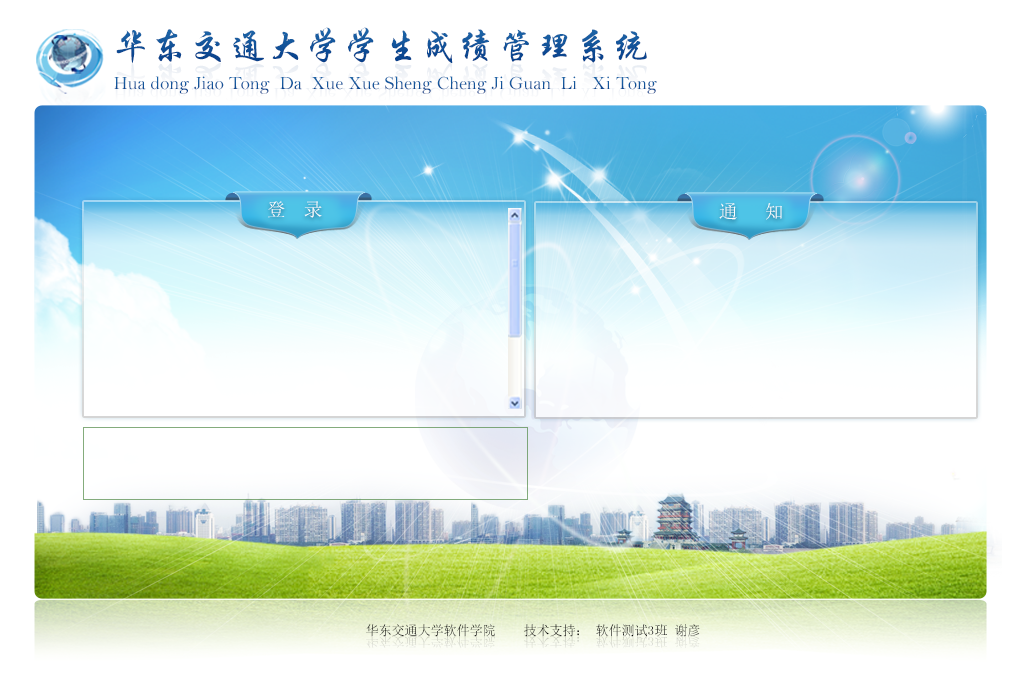 华东交通大学学生成绩管理系统
Hua dong Jiao Tong Da Xue Xue Sheng Cheng Ji Guan Li Xi Tong
登 录
通 知
华东交通大学软件学院 技术支持： 软件测试3班 谢彦